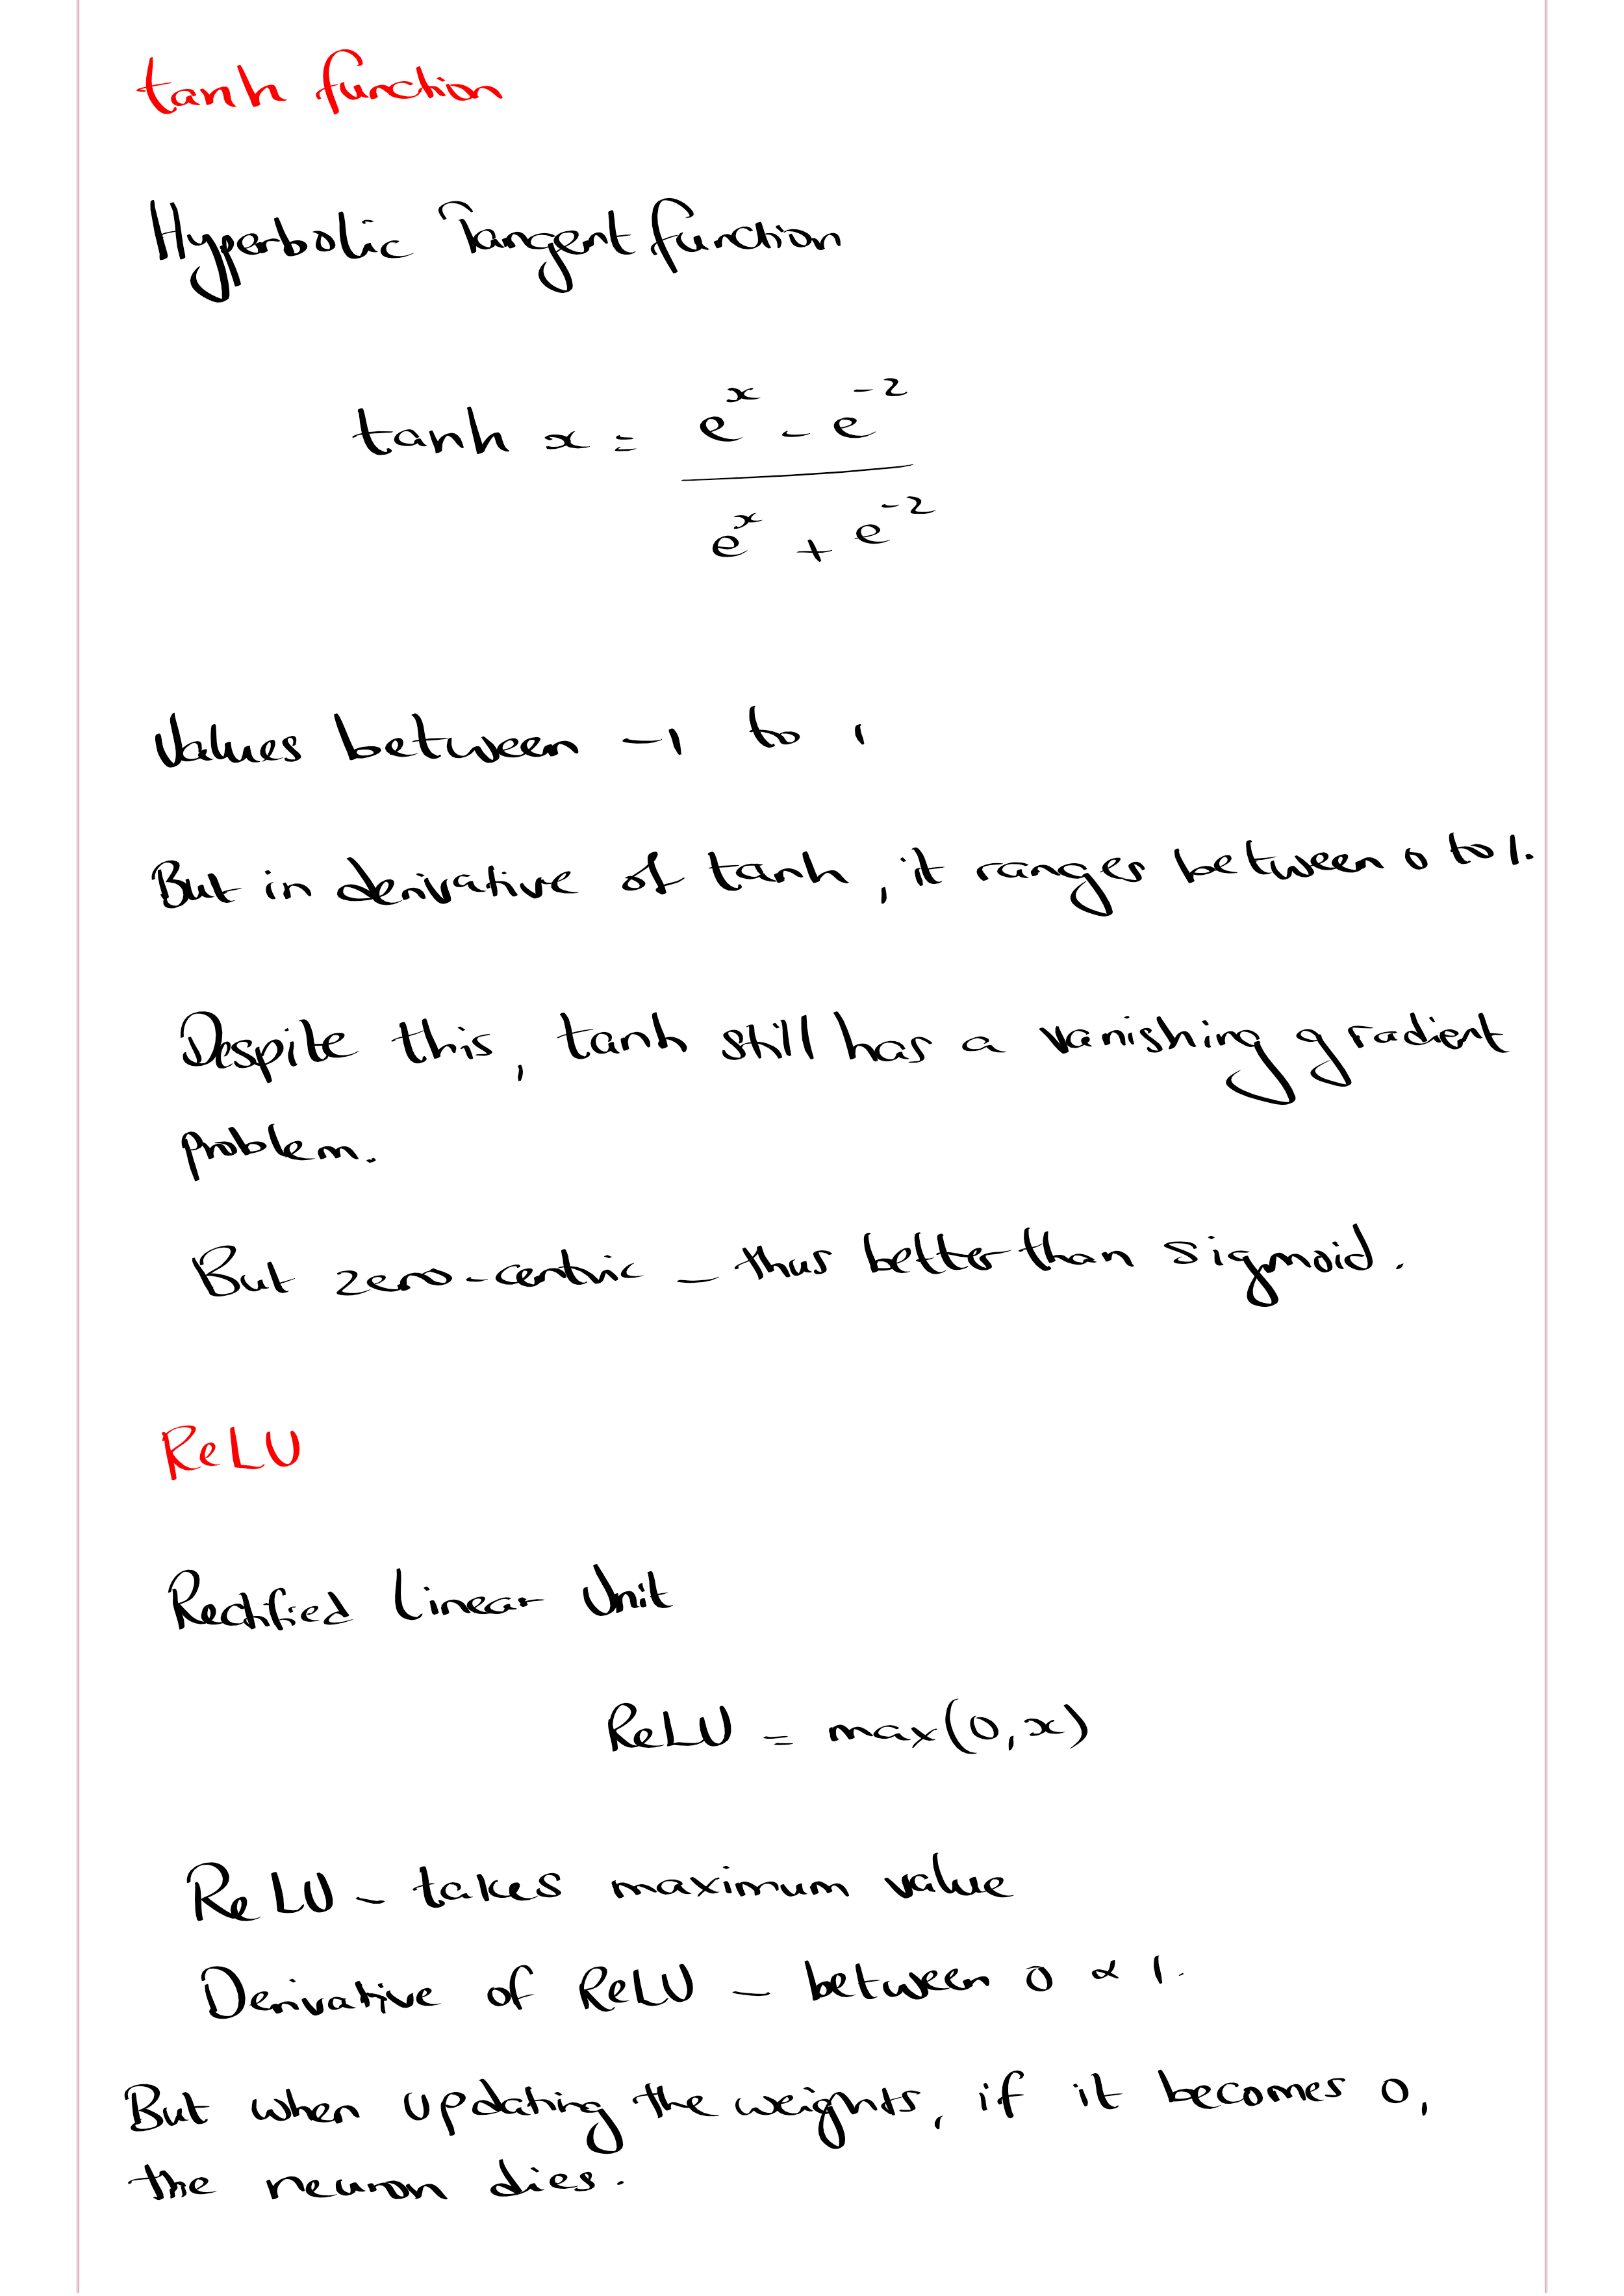 tanh function
Hyperbolic Tangent function
tanh x = e^x - e^-2
e^x + e^-2
Values between -1 to 1
But in derivative of tanh, it ranges between 0 to 1.
Despite this, tanh still has a vanishing gradient
problem.
But zero-centric - thus better than sigmoid.
ReLU
Rectified Linear Unit
ReLU = max(0,x)
ReLU - takes maximum value
Derivative of ReLU - between 0 & 1.
But when updating the weights, if it becomes 0,
the neuron dies.